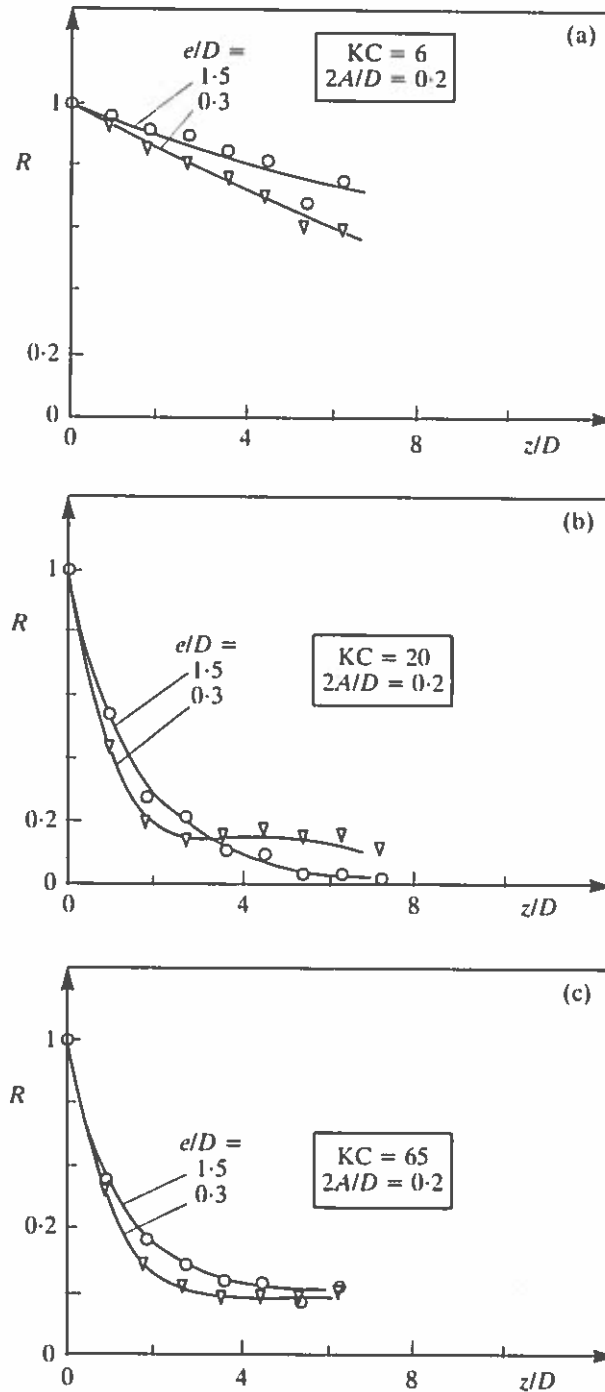 (a)
e/D =
1·5
0·3
KC = 6
2A/D = 0·2
1
R
0·2
0
0
4
8
z/D
(b)
1
R
e/D =
1·5
0·3
KC = 20
2A/D = 0·2
0·2
0
0
4
8
z/D
(c)
1
R
e/D =
1·5
0·3
KC = 65
2A/D = 0·2
0·2
0
0
4
8
z/D